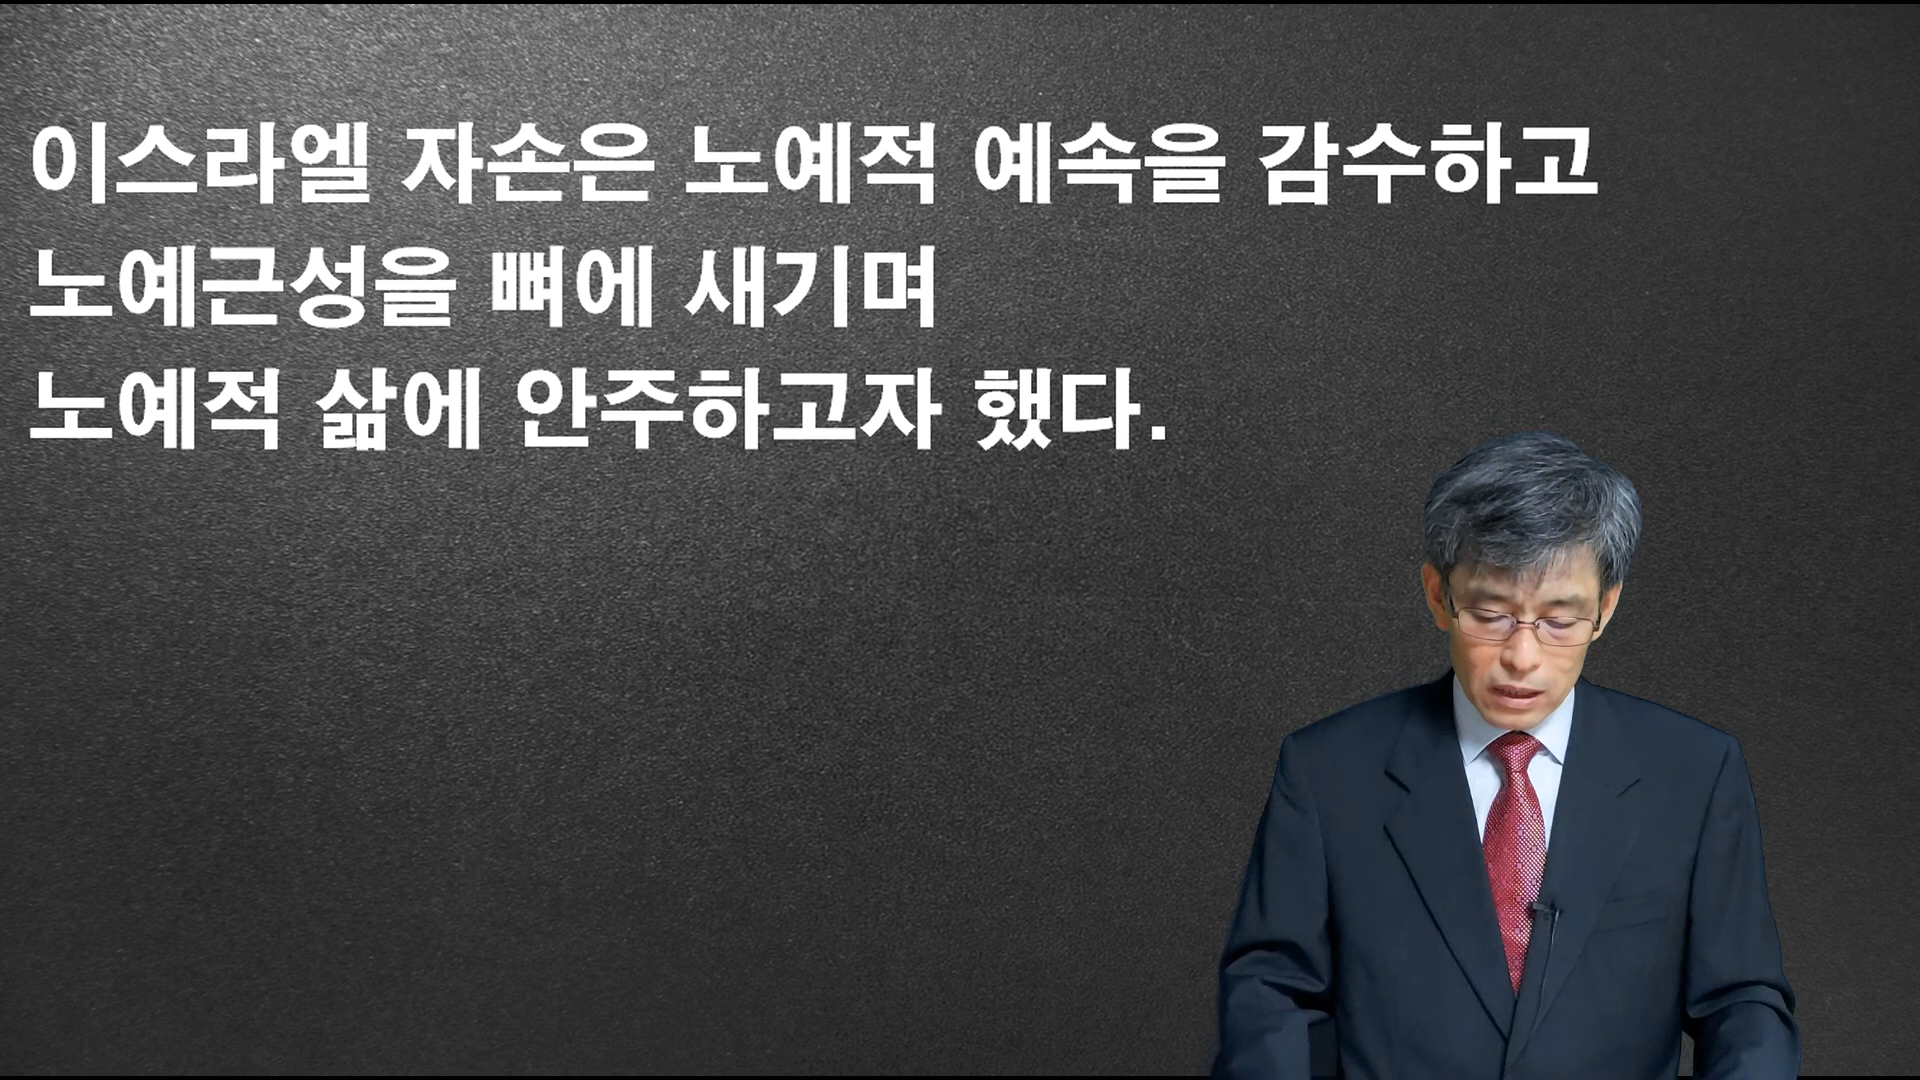 이스라엘 자손은 노예적 예속을 감수하고
노예근성을 뼈에 새기며
노예적 삶에 안주하고자 했다.